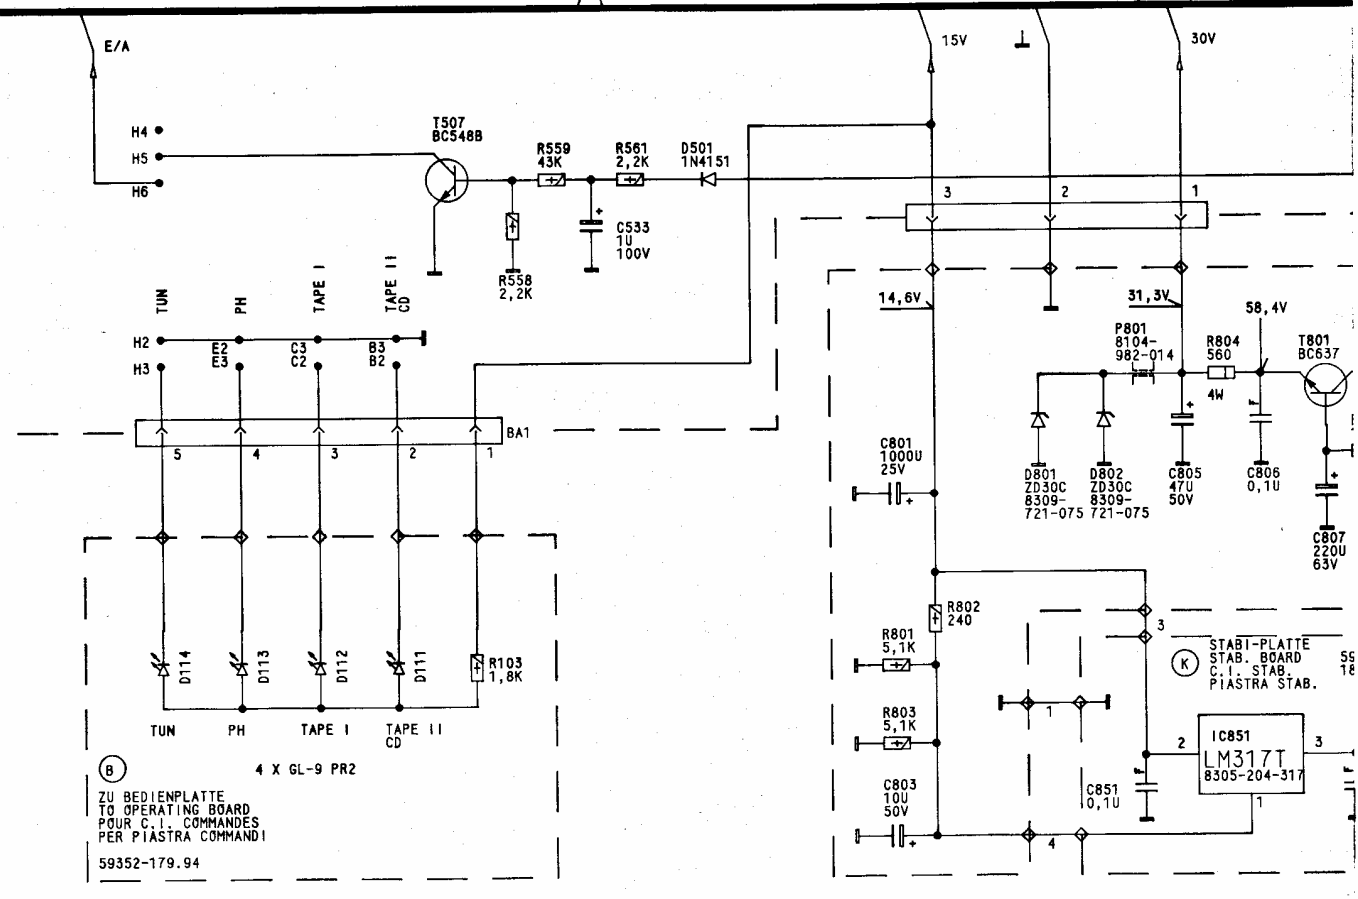 E/A
15V
30V
H4
H5
H6
T507
BC548B
R559
43K
R561
2,2K
D501
1N4151
3
2
1
C533
1U
100V
R558
2,2K
TUN
PH
TAPE I
TAPE II
CD
14,6V
31,3V
58,4V
H2
E2
C3
B3
H3
E3
C2
B2
P801
8104-
982-014
R804
560
4W
T801
BC637
BA1
5
4
3
2
1
C801
1000U
25V
D801
ZD30C
8309-
721-075
D802
ZD30C
8309-
721-075
C805
47U
50V
C806
0,1U
C807
220U
63V
R802
240
R801
5,1K
3
K
STABI-PLATTE
STAB. BOARD
C.I. STAB.
PIASTRA STAB.
59
18
D114
D113
D112
D111
R103
1,8K
TUN
PH
TAPE I
TAPE II
CD
R803
5,1K
1
IC851
LM317T
8305-204-317
2
3
1
C851
0,1U
C803
10U
50V
4
B
4 X GL-9 PR2
ZU BEDIENPLATTE
TO OPERATING BOARD
POUR C.I. COMMANDES
PER PIASTRA COMMANDI
59352-179.94